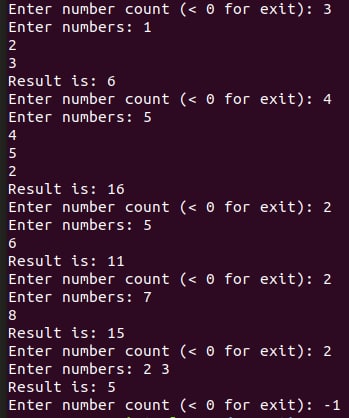 Enter number count (< 0 for exit): 3
Enter numbers: 1
2
3
Result is: 6
Enter number count (< 0 for exit): 4
Enter numbers: 5
4
5
2
Result is: 16
Enter number count (< 0 for exit): 2
Enter numbers: 5
6
Result is: 11
Enter number count (< 0 for exit): 2
Enter numbers: 7
8
Result is: 15
Enter number count (< 0 for exit): 2
Enter numbers: 2 3
Result is: 5
Enter number count (< 0 for exit): -1